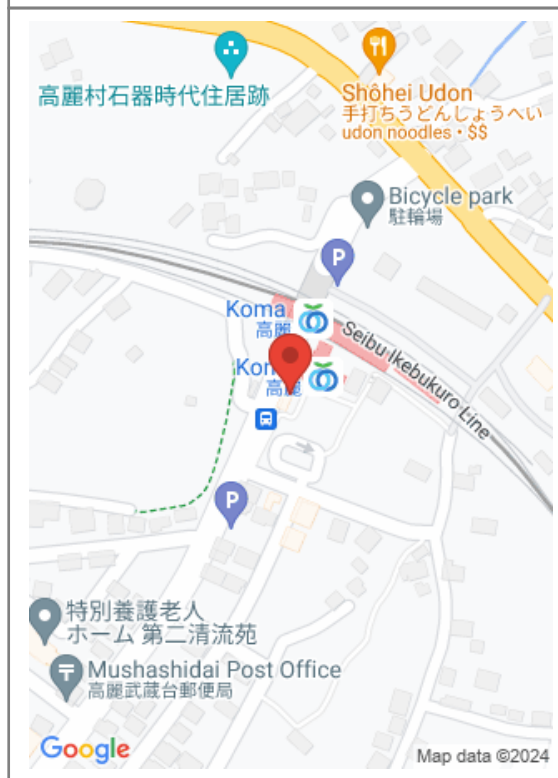 高麗村石器時代住居跡
Shôhei Udon
手打ちうどんしょうへい
udon noodles・$$
Bicycle park
駐輪場
P
Koma
高麗
Seibu Ikebukuro Line
Kom
高麗
P
特別養護老人
ホーム 第二清流苑
Mushashidai Post Office
高麗武蔵台郵便局
Google
Map data ©2024